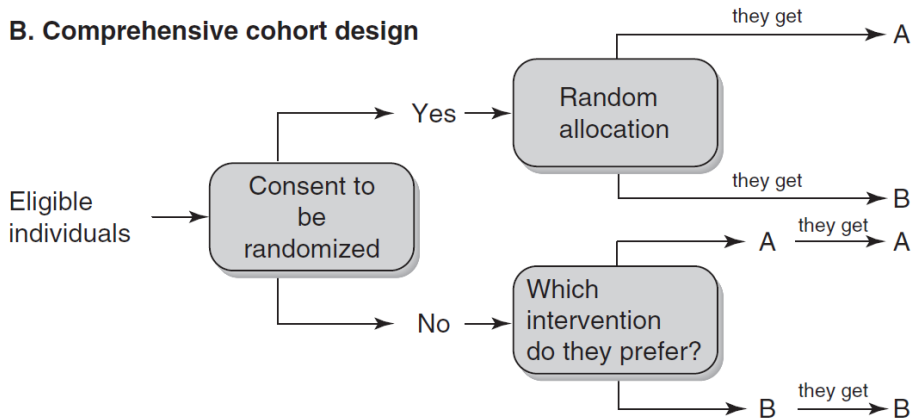 B. Comprehensive cohort design
they get
A
Yes
Random
allocation
they get
B
Eligible
individuals
Consent to
be
randomized
A
they get
A
No
Which
intervention
do they prefer?
B
they get
B